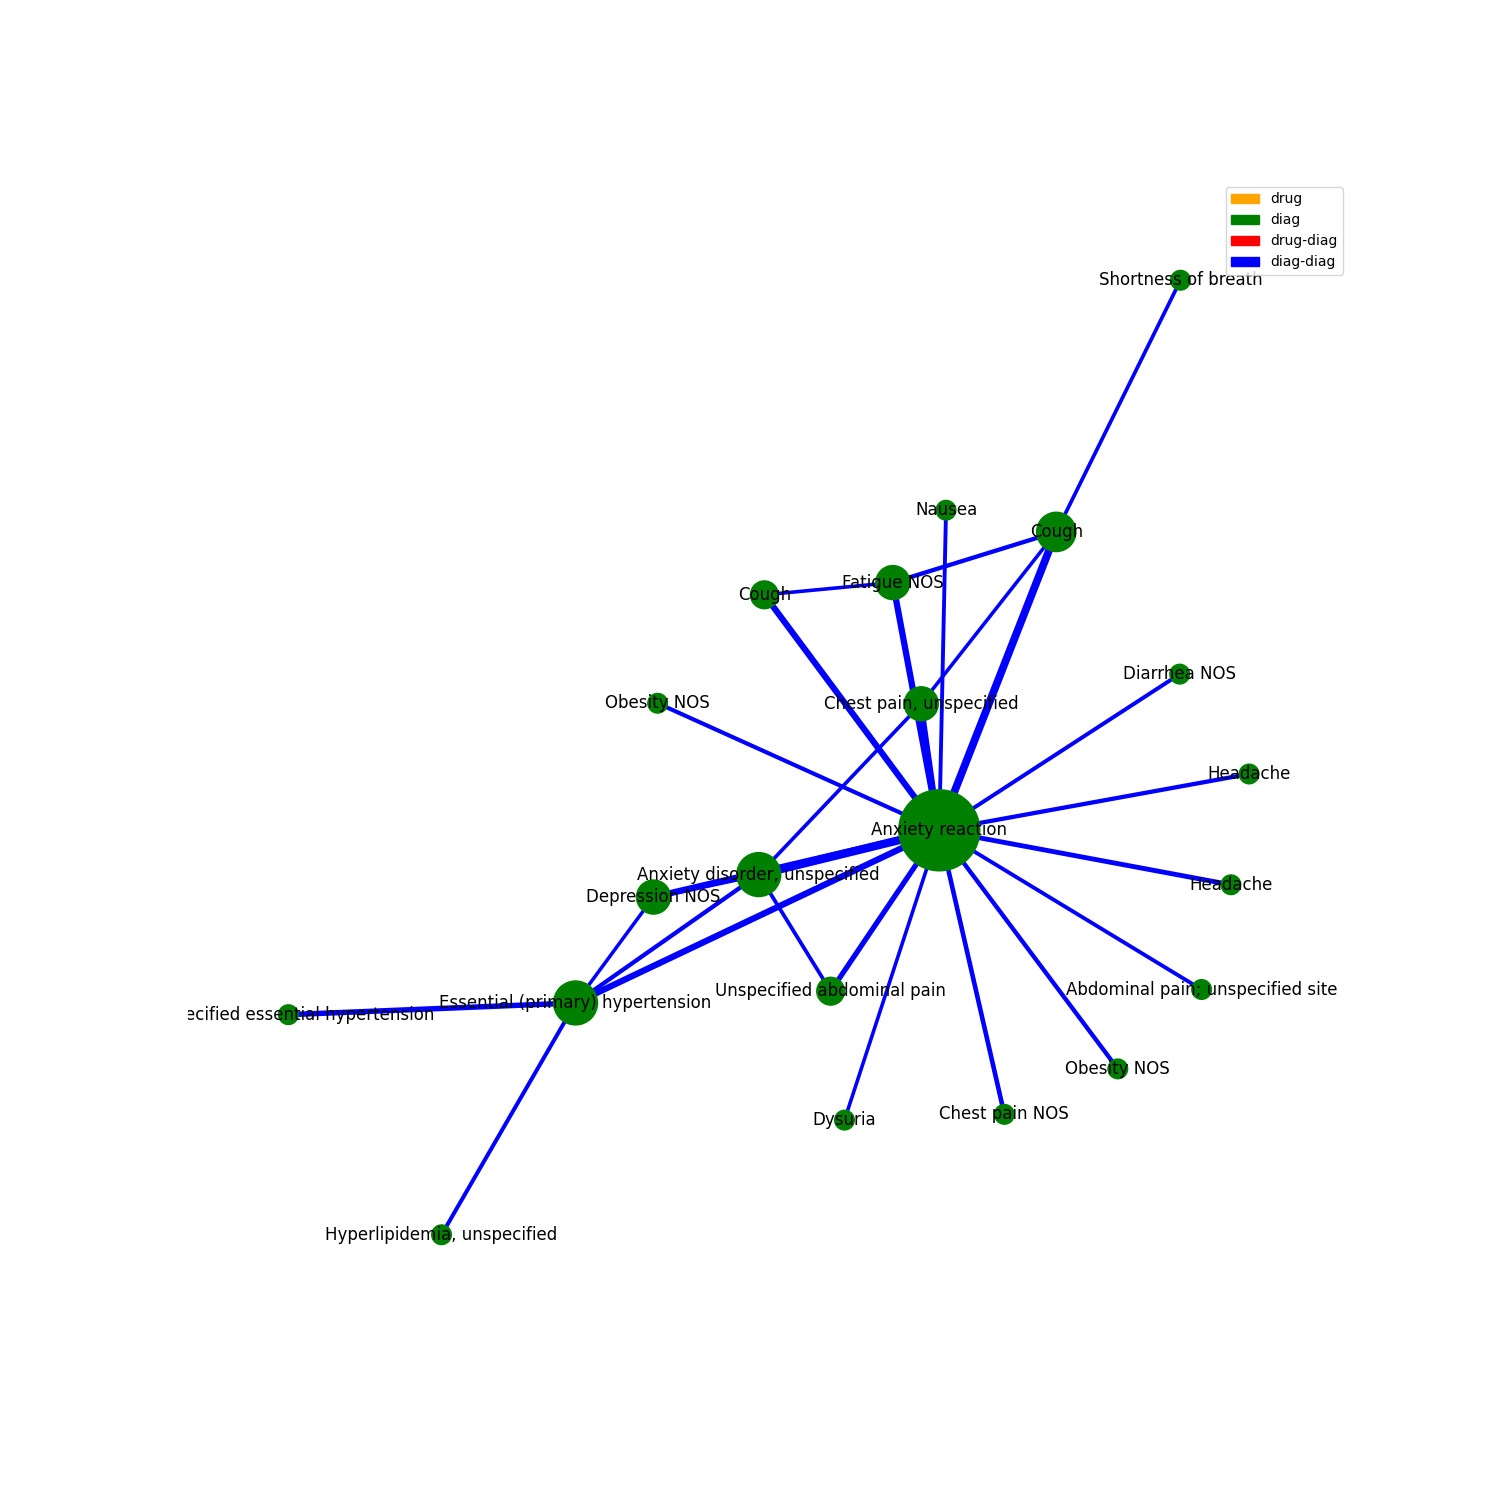 drug
diag
drug-diag
diag-diag
Shortness of breath
Nausea
Cough
Fatigue NOS
Cough
Diarrhea NOS
Obesity NOS
Chest pain, unspecified
Headache
Anxiety reaction
Anxiety disorder, unspecified
Headache
Depression NOS
Abdominal pain; unspecified site
Unspecified abdominal pain
Essential (primary) hypertension
ecified essential hypertension
Obesity NOS
Chest pain NOS
Dysuria
Hyperlipidemia, unspecified